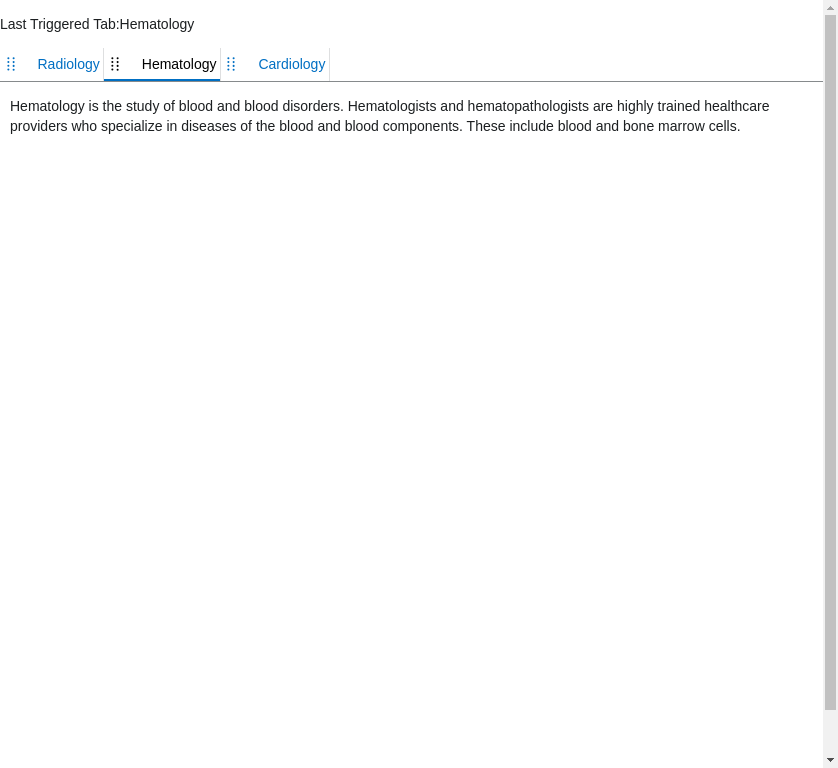 Last Triggered Tab:Hematology
Radiology Hematology Cardiology
Hematology is the study of blood and blood disorders. Hematologists and hematopathologists are highly trained healthcare
providers who specialize in diseases of the blood and blood components. These include blood and bone marrow cells.